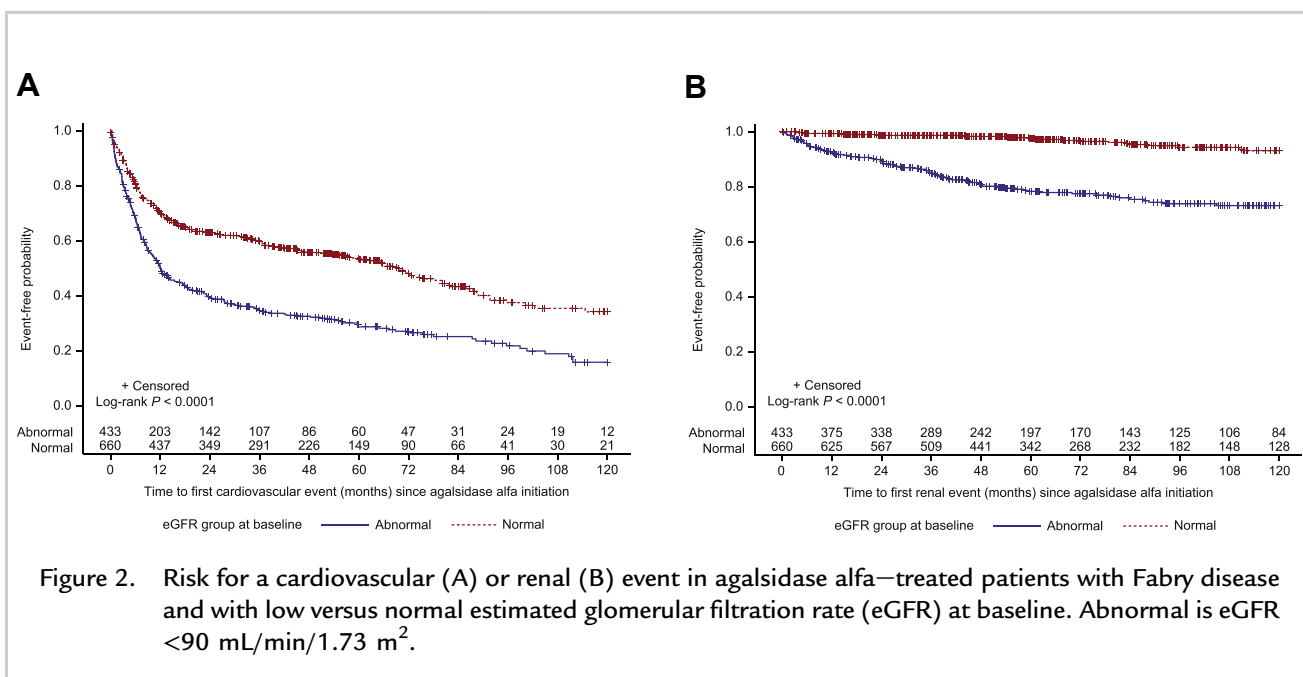 A
1.0
0.8
0.6
0.4
0.2
0.0
Event-free probability
+ Censored
Log-rank P < 0.0001
Abnormal 433 203 142 107 86 60 47 31 24 19 12
Normal 660 437 349 291 226 149 90 66 41 30 21
0 12 24 36 48 60 72 84 96 108 120
Time to first cardiovascular event (months) since agalsidase alfa initiation
eGFR group at baseline Abnormal Normal
B
1.0
0.8
0.6
0.4
0.2
0.0
Event-free probability
+ Censored
Log-rank P < 0.0001
Abnormal 433 375 338 289 242 197 170 143 125 106 84
Normal 660 625 567 509 441 342 268 232 182 148 128
0 12 24 36 48 60 72 84 96 108 120
Time to first renal event (months) since agalsidase alfa initiation
eGFR group at baseline Abnormal Normal
Figure 2. Risk for a cardiovascular (A) or renal (B) event in agalsidase alfa−treated patients with Fabry disease
and with low versus normal estimated glomerular filtration rate (eGFR) at baseline. Abnormal is eGFR
<90 mL/min/1.73 m².